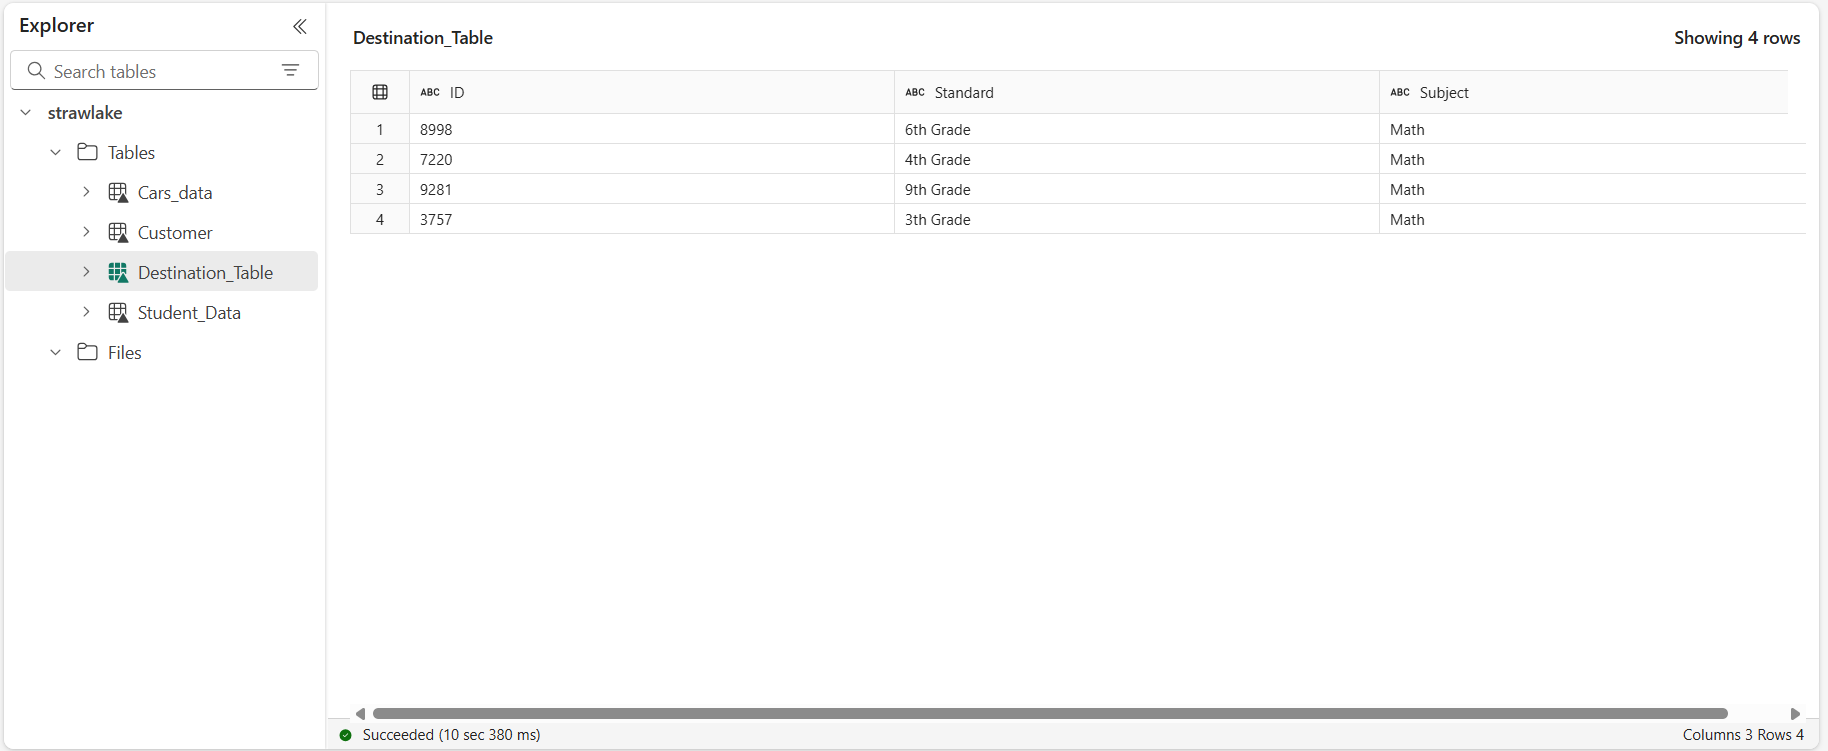 Explorer
Search tables
strawlake
Tables
Cars_data
Customer
Destination_Table
Student_Data
Files
Destination_Table
Showing 4 rows
ABC ID ABC Standard ABC Subject
1 8998 6th Grade Math
2 7220 4th Grade Math
3 9281 9th Grade Math
4 3757 3th Grade Math
Succeeded (10 sec 380 ms)
Columns 3 Rows 4